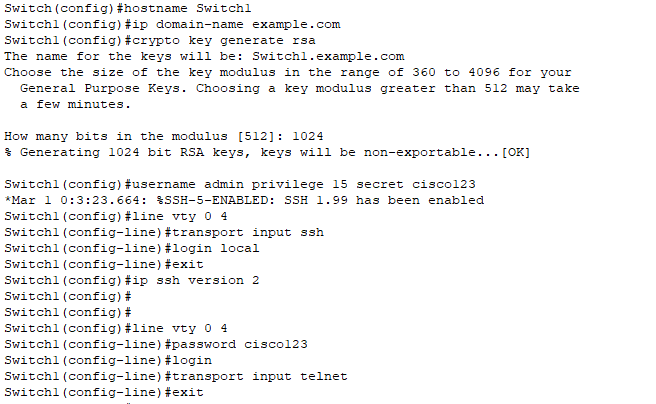 Switch(config)#hostname Switch1
Switch1(config)#ip domain-name example.com
Switch1(config)#crypto key generate rsa
The name for the keys will be: Switch1.example.com
Choose the size of the key modulus in the range of 360 to 4096 for your
  General Purpose Keys. Choosing a key modulus greater than 512 may take
  a few minutes.

How many bits in the modulus [512]: 1024
% Generating 1024 bit RSA keys, keys will be non-exportable...[OK]

Switch1(config)#username admin privilege 15 secret cisco123
*Mar 1 0:3:23.664: %SSH-5-ENABLED: SSH 1.99 has been enabled
Switch1(config)#line vty 0 4
Switch1(config-line)#transport input ssh
Switch1(config-line)#login local
Switch1(config-line)#exit
Switch1(config)#ip ssh version 2
Switch1(config)#
Switch1(config)#
Switch1(config)#line vty 0 4
Switch1(config-line)#password cisco123
Switch1(config-line)#login
Switch1(config-line)#transport input telnet
Switch1(config-line)#exit